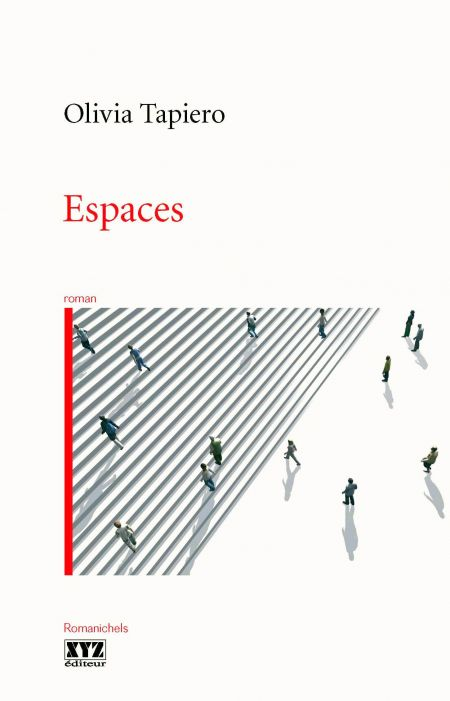 Olivia Tapiero
Espaces
roman
Romanichels
XYZ
éditeur